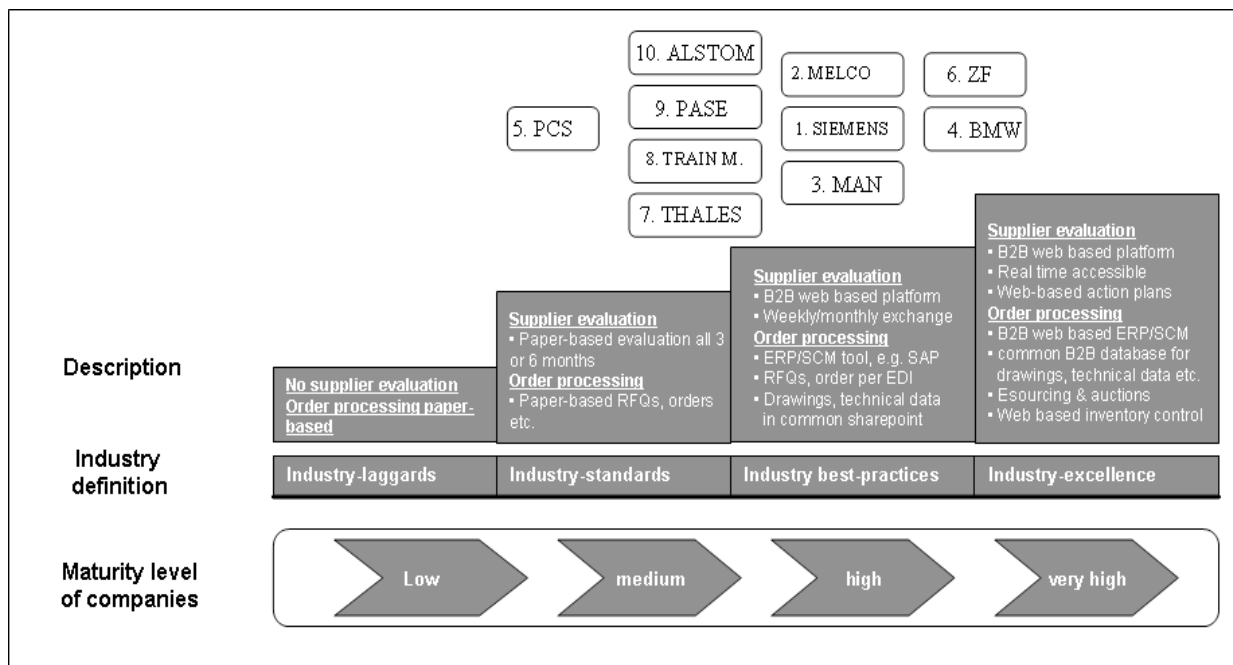 10. ALSTOM
2. MELCO
6. ZF
5. PCS
9. PASE
1. SIEMENS
4. BMW
8. TRAIN M.
3. MAN
7. THALES
Description
No supplier evaluation
Order processing paper-
based
Supplier evaluation
▪ Paper-based evaluation all 3
or 6 months
Order processing
▪ Paper-based RFQs, orders
etc.
Supplier evaluation
▪ B2B web based platform
▪ Weekly/monthly exchange
Order processing
▪ ERP/SCM tool, e.g. SAP
▪ RFQs, order per EDI
▪ Drawings, technical data
in common sharepoint
Supplier evaluation
▪ B2B web based platform
▪ Real time accessible
▪ Web-based action plans
Order processing
▪ B2B web based ERP/SCM
▪ common B2B database for
drawings, technical data etc.
▪ Esourcing & auctions
▪ Web based inventory control
Industry
definition
Industry-laggards
Industry-standards
Industry best-practices
Industry-excellence
Maturity level
of companies
Low
medium
high
very high